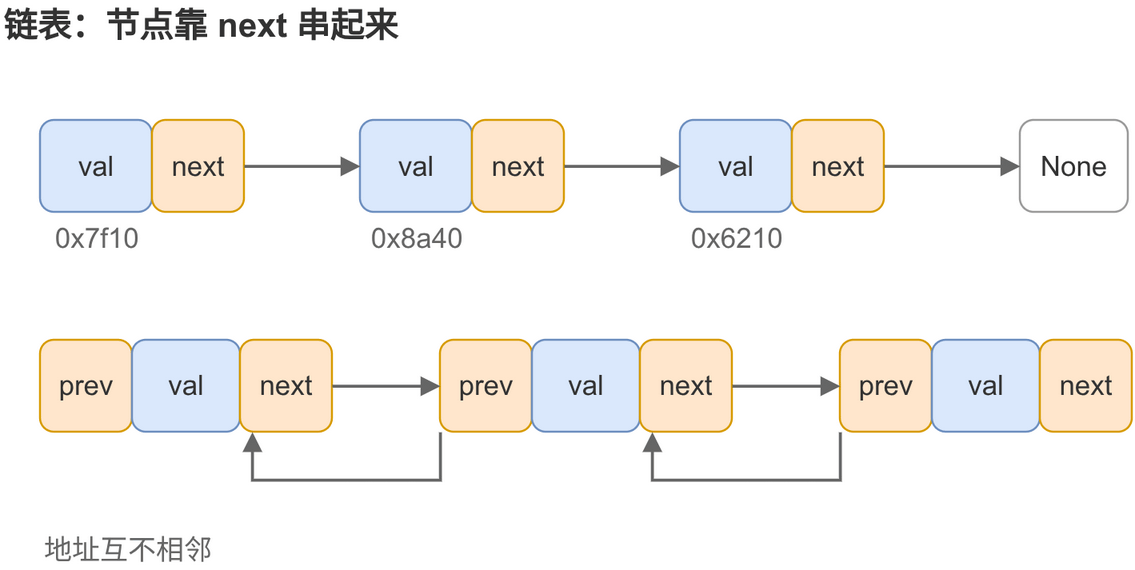 链表：节点靠 next 串起来
val next val next val next None
0x7f10 0x8a40 0x6210
prev val next prev val next prev val next
地址互不相邻